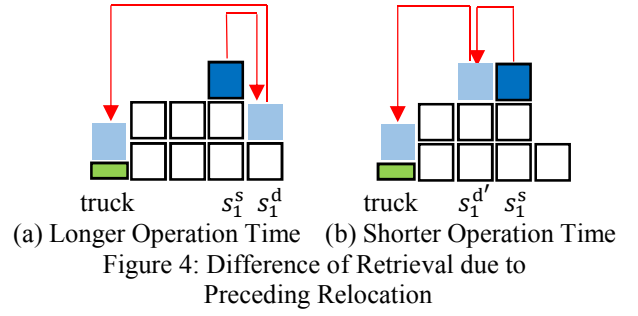 truck s₁ˢ s₁ᵈ truck s₁ᵈ′ s₁ˢ
(a) Longer Operation Time (b) Shorter Operation Time
Figure 4: Difference of Retrieval due to
Preceding Relocation